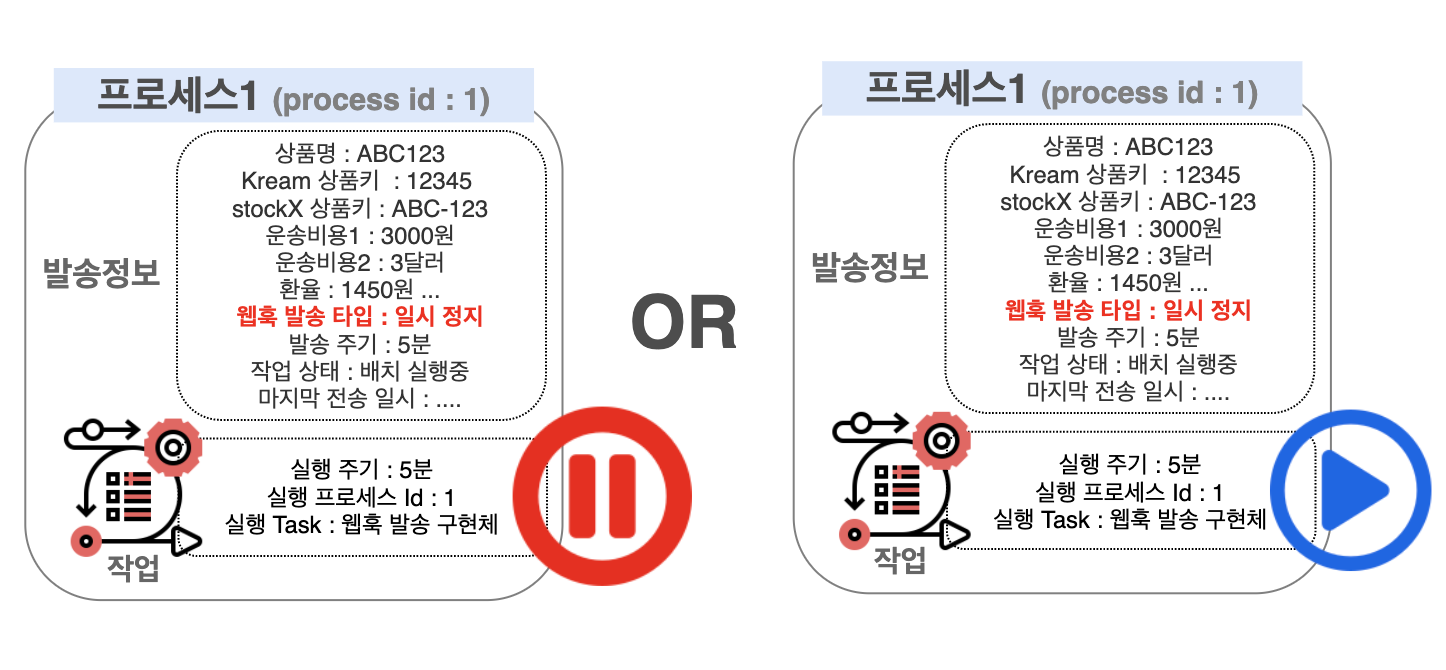 프로세스1 (process id : 1)
상품명 : ABC123
Kream 상품키  : 12345
stockX 상품키 : ABC-123
운송비용1 : 3000원
운송비용2 : 3달러
환율 : 1450원 ...
웹훅 발송 타입 : 일시 정지
발송 주기 : 5분
작업 상태 : 배치 실행중
마지막 전송 일시 : ....
발송정보
실행 주기 : 5분
실행 프로세스 Id : 1
실행 Task : 웹훅 발송 구현체
작업
OR
프로세스1 (process id : 1)
상품명 : ABC123
Kream 상품키  : 12345
stockX 상품키 : ABC-123
운송비용1 : 3000원
운송비용2 : 3달러
환율 : 1450원 ...
웹훅 발송 타입 : 일시 정지
발송 주기 : 5분
작업 상태 : 배치 실행중
마지막 전송 일시 : ....
발송정보
실행 주기 : 5분
실행 프로세스 Id : 1
실행 Task : 웹훅 발송 구현체
작업